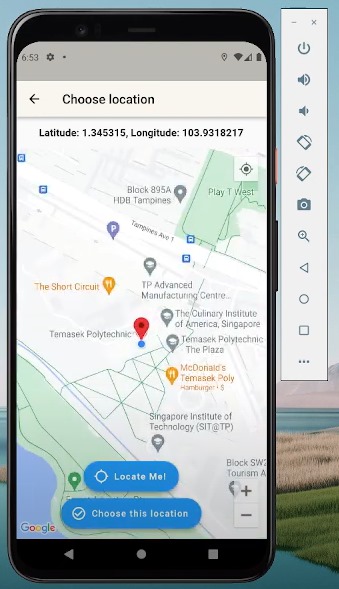 6:53
Choose location
Latitude: 1.345315, Longitude: 103.9318217
Block 895A
HDB Tampines
Play T West
P
Tampines Ave 1
TP Advanced
Manufacturing Centre...
The Short Circuit
The Culinary Institute
of America, Singapore
Temasek Polytechnic
Temasek Polytechnic
The Plaza
McDonald's
Temasek Poly
Hamburger • $
Singapore Institute of
Technology (SIT@TP)
Block SW2
Tourism A
Locate Me!
Choose this location
Google